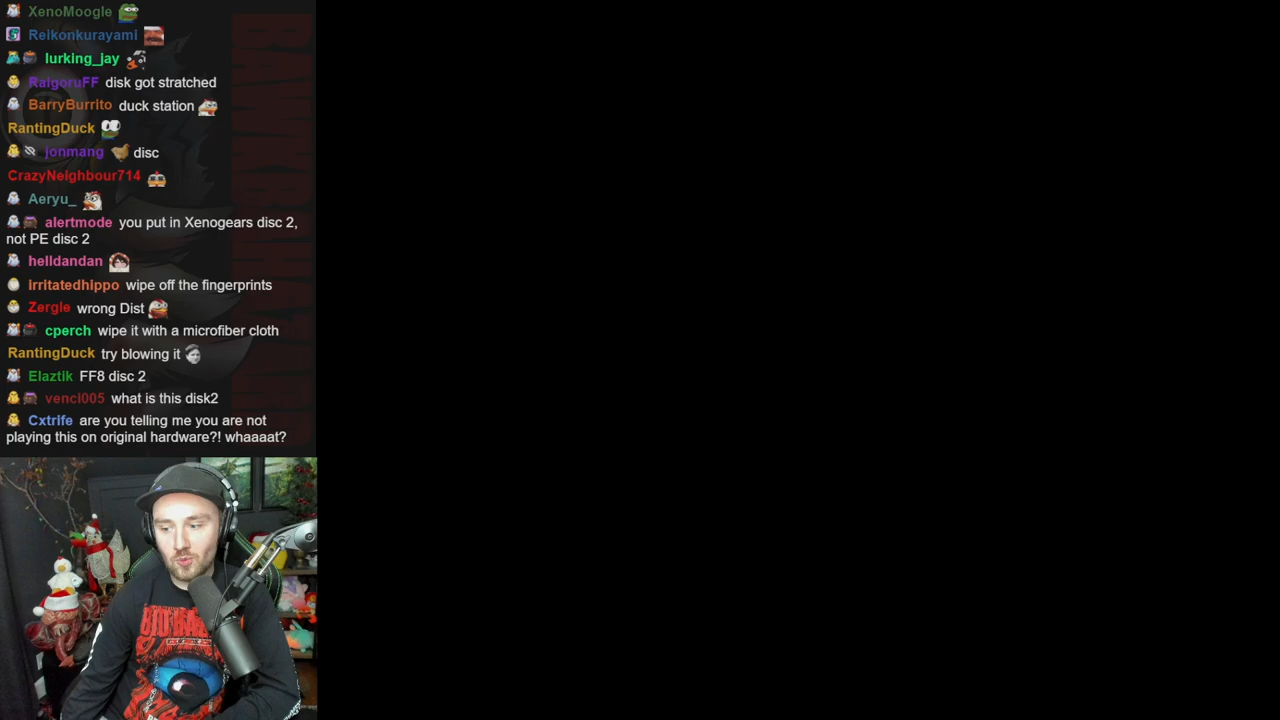 XenoMoogle
Reikonkurayami
lurking_jay
RaigoruFF disk got stratched
BarryBurrito duck station
RantingDuck
jonmang disc
CrazyNeighbour714
Aeryu_
alertmode you put in Xenogears disc 2,
not PE disc 2
helldandan
Irritatedhippo wipe off the fingerprints
Zergle wrong Dist
cperch wipe it with a microfiber cloth
RantingDuck try blowing it
Elaztik FF8 disc 2
venci005 what is this disk2
Cxtrife are you telling me you are not
playing this on original hardware?! whaaaat?